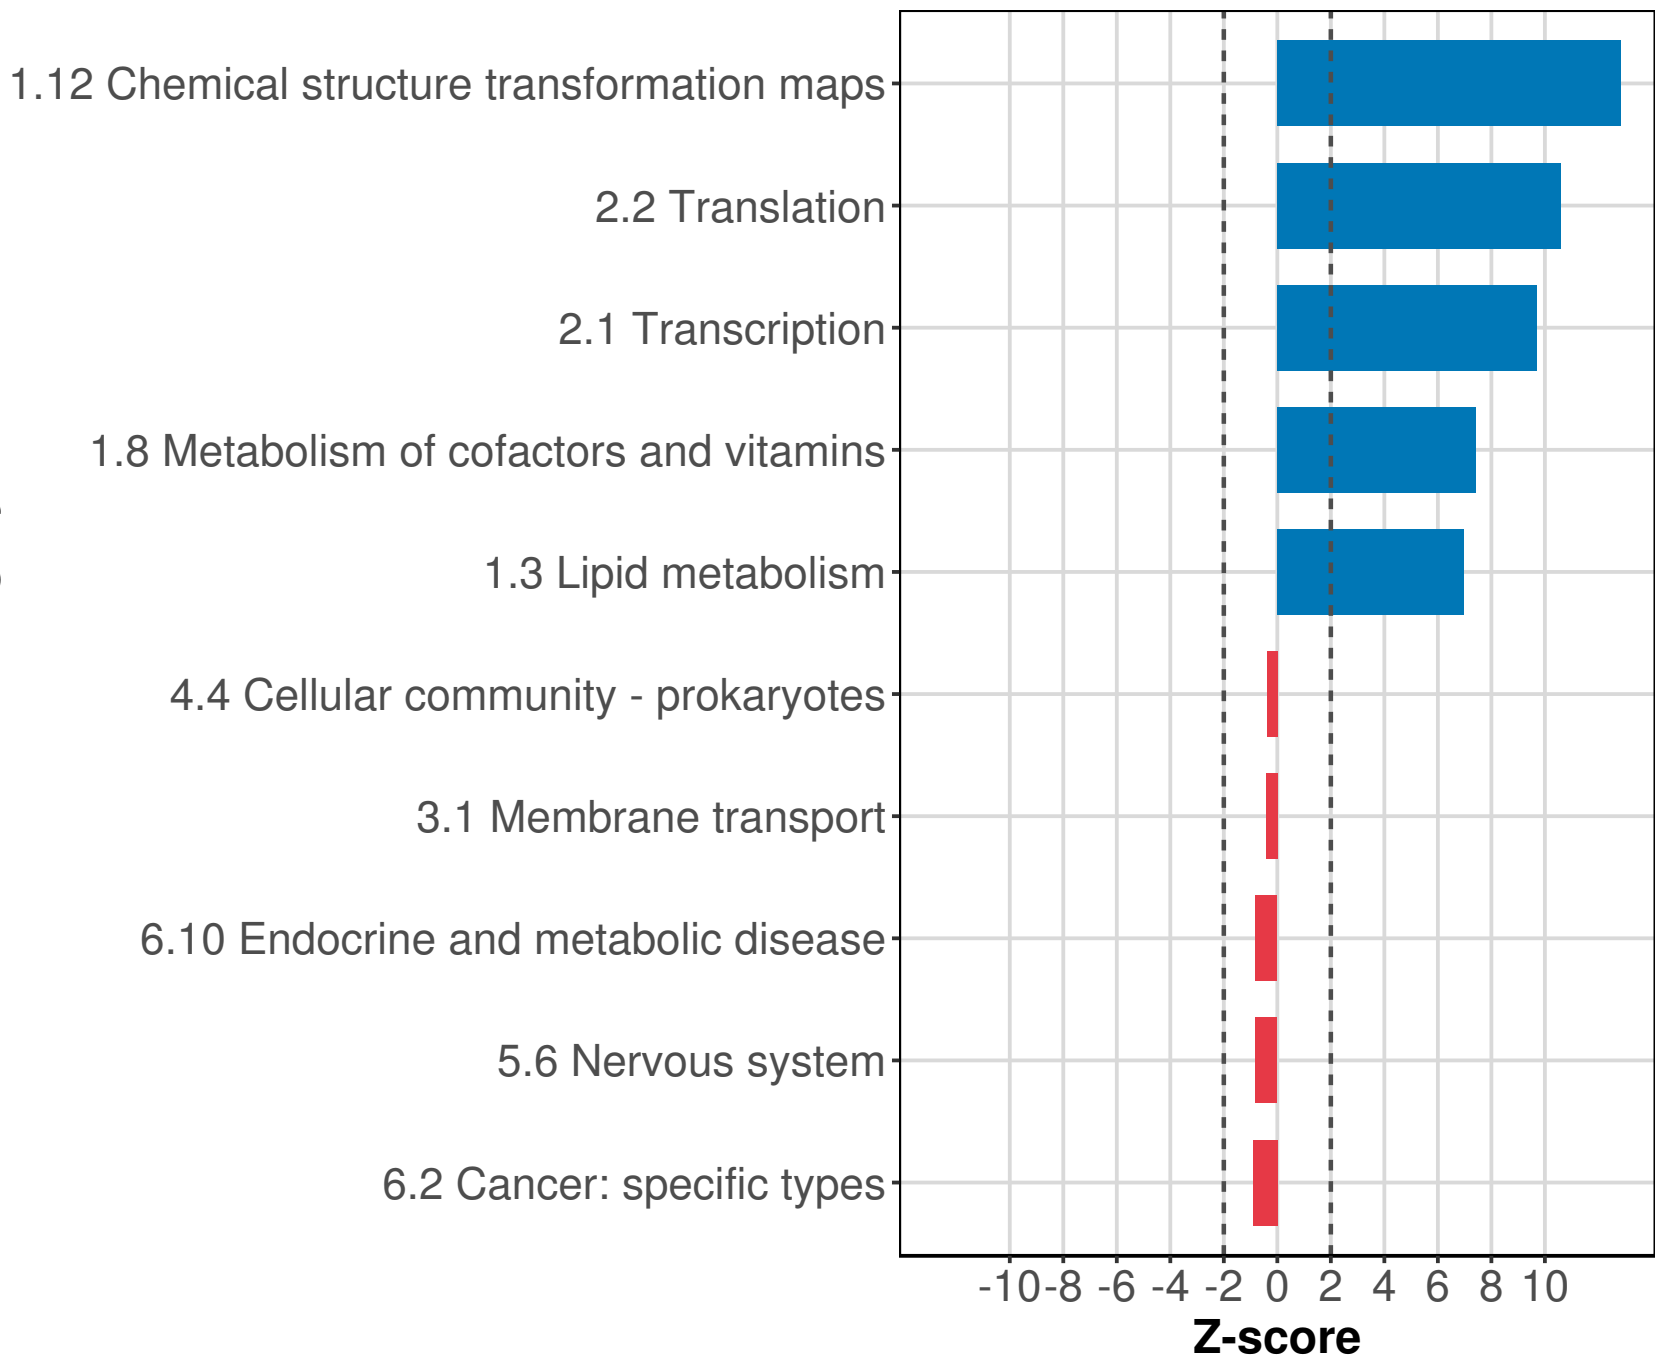 1.12 Chemical structure transformation maps
2.2 Translation
2.1 Transcription
1.8 Metabolism of cofactors and vitamins
1.3 Lipid metabolism
4.4 Cellular community - prokaryotes
3.1 Membrane transport
6.10 Endocrine and metabolic disease
5.6 Nervous system
6.2 Cancer: specific types
-10 -8 -6 -4 -2 0 2 4 6 8 10
Z-score